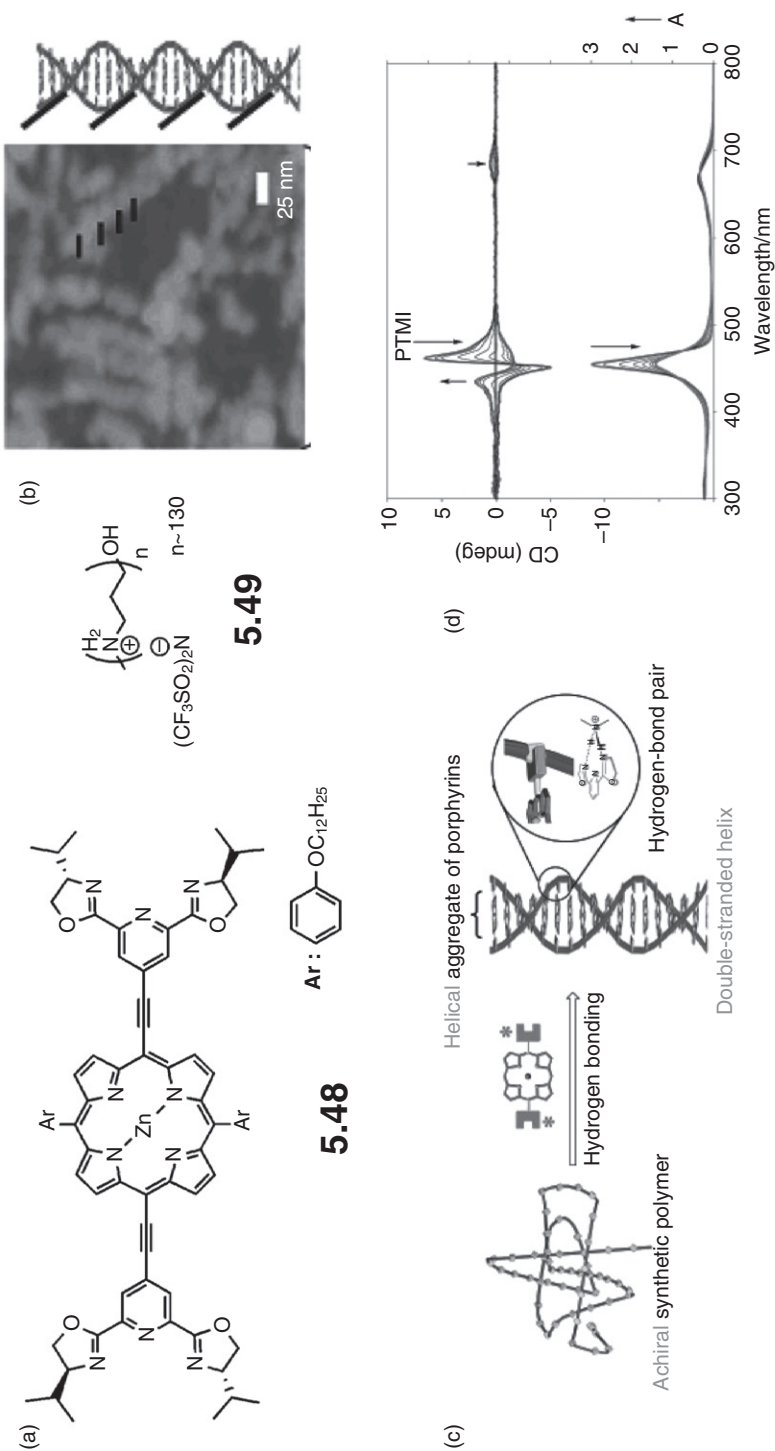 (a)
O
N
N
N
O
Ar
N
N
Zn
N
N
Ar
O
N
N
N
O
5.48
Ar :
OC12H25
H2
N
OH
n
n~130
(CF3SO2)2N
5.49
(b)
25 nm
(c)
Achiral synthetic polymer
*
*
Hydrogen bonding
Helical aggregate of porphyrins
Double-stranded helix
Hydrogen-bond pair
(d)
PTMI
CD (mdeg)
10
5
0
–5
–10
A
3
2
1
0
300
400
500
600
700
800
Wavelength/nm